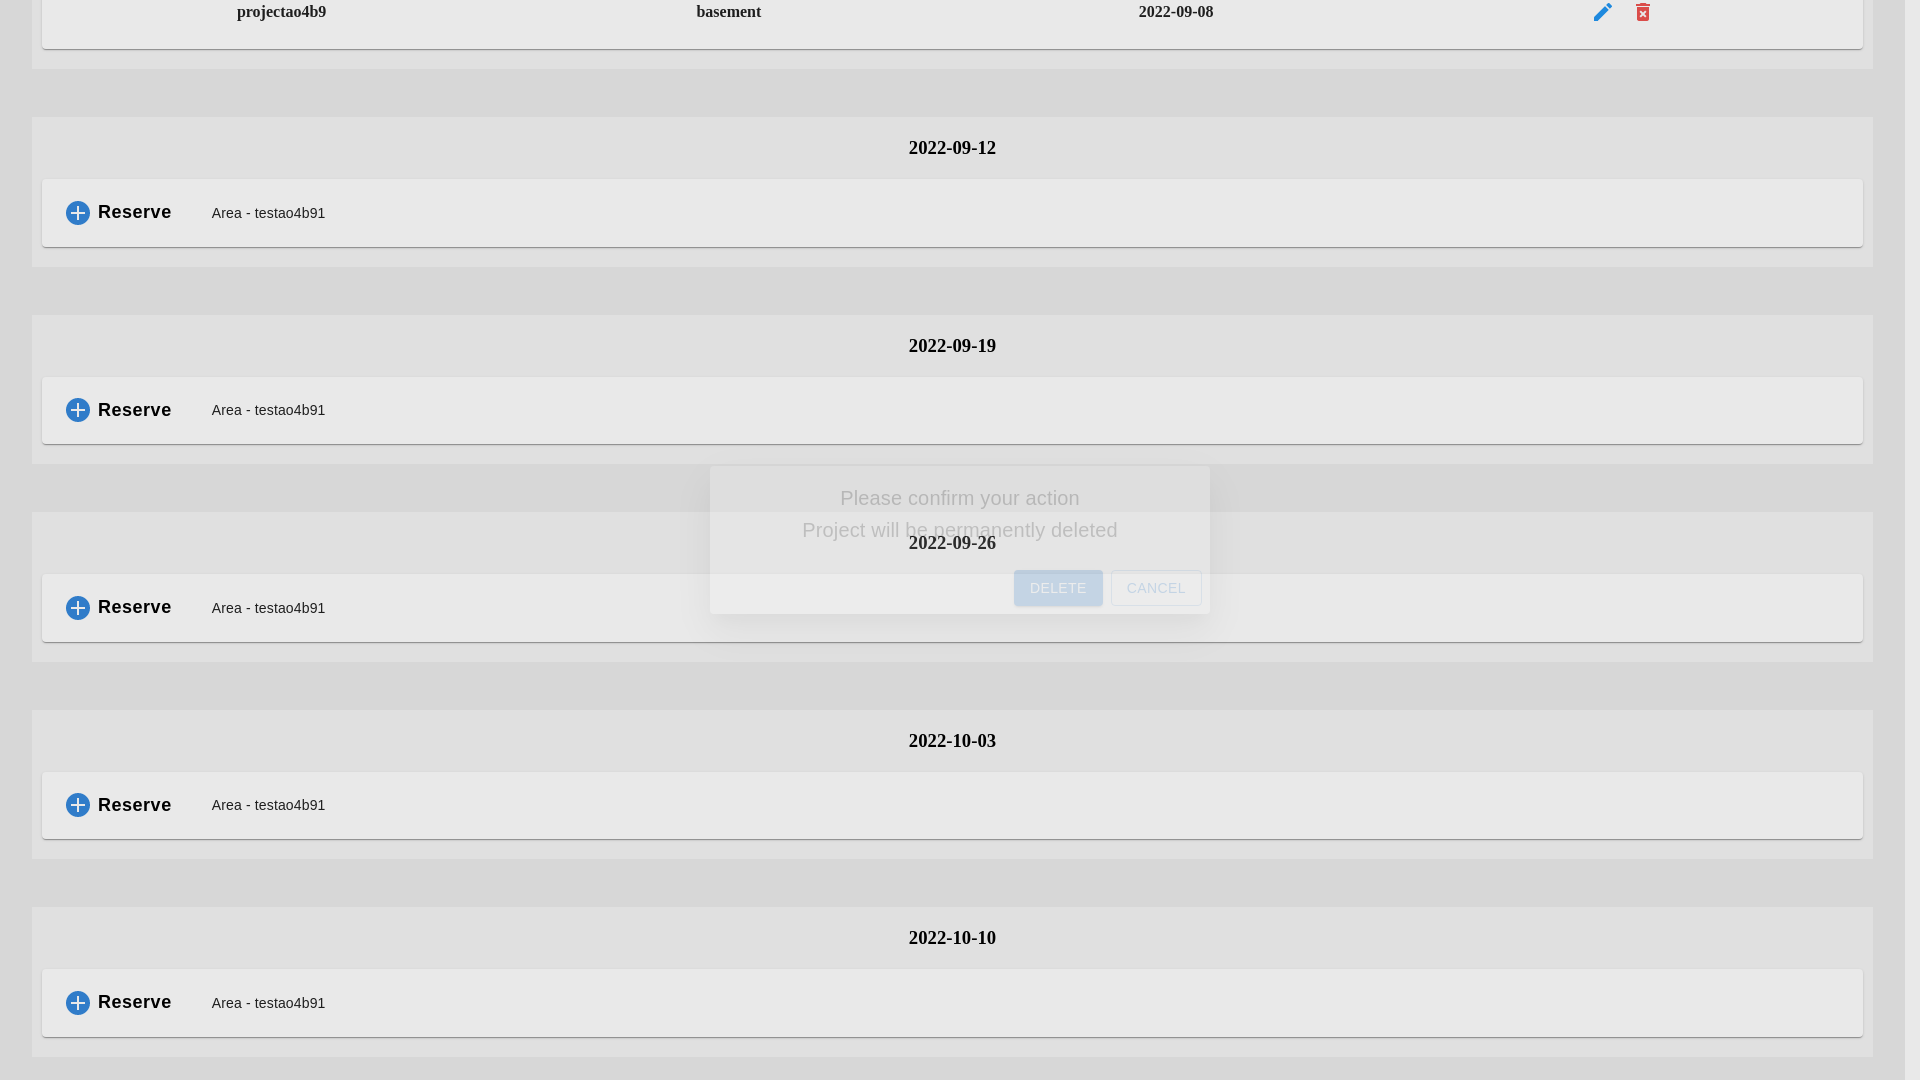 projectao4b9 basement 2022-09-08
2022-09-12
Reserve Area - testao4b91
2022-09-19
Reserve Area - testao4b91
Please confirm your action
Project will be permanently deleted
2022-09-26
DELETE CANCEL
Reserve Area - testao4b91
2022-10-03
Reserve Area - testao4b91
2022-10-10
Reserve Area - testao4b91